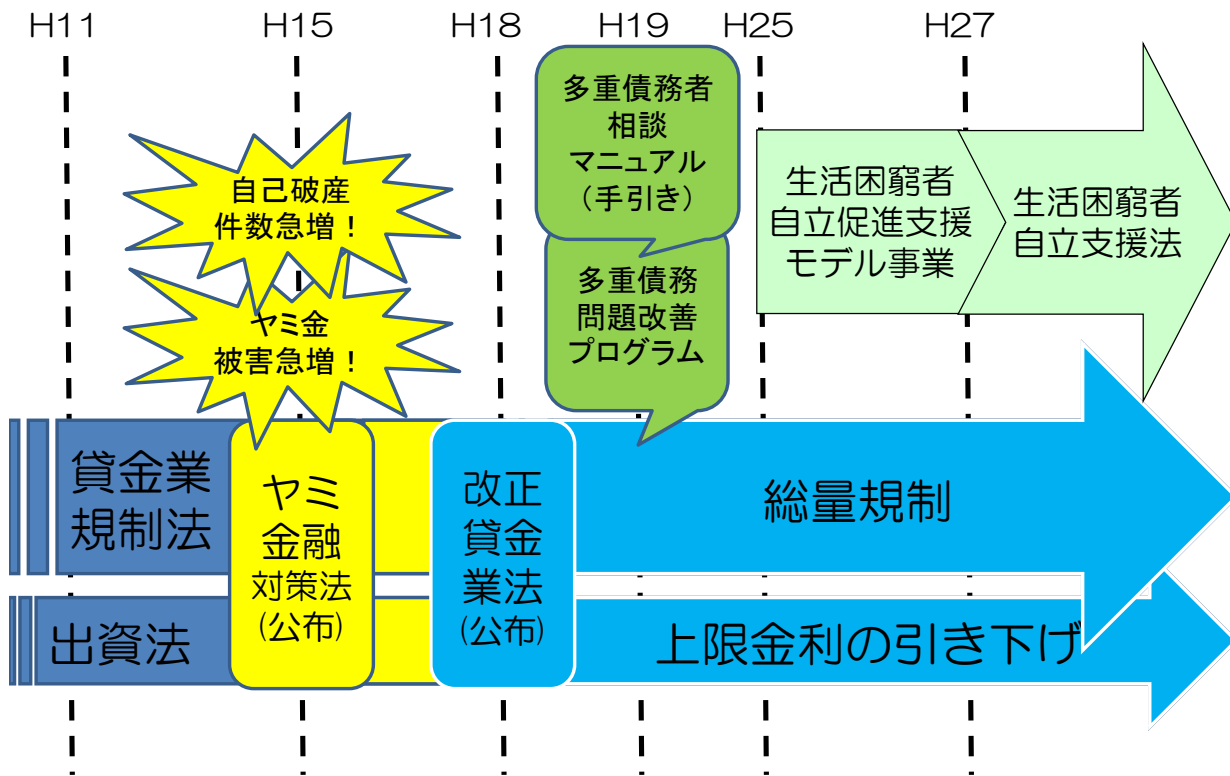 H11
H15
H18
H19
H25
H27
自己破産
件数急増！
ヤミ金
被害急増！
多重債務者
相談
マニュアル
（手引き）
多重債務
問題改善
プログラム
生活困窮者
自立促進支援
モデル事業
生活困窮者
自立支援法
貸金業
規制法
ヤミ
金融
対策法
(公布)
改正
貸金
業法
(公布)
総量規制
出資法
上限金利の引き下げ